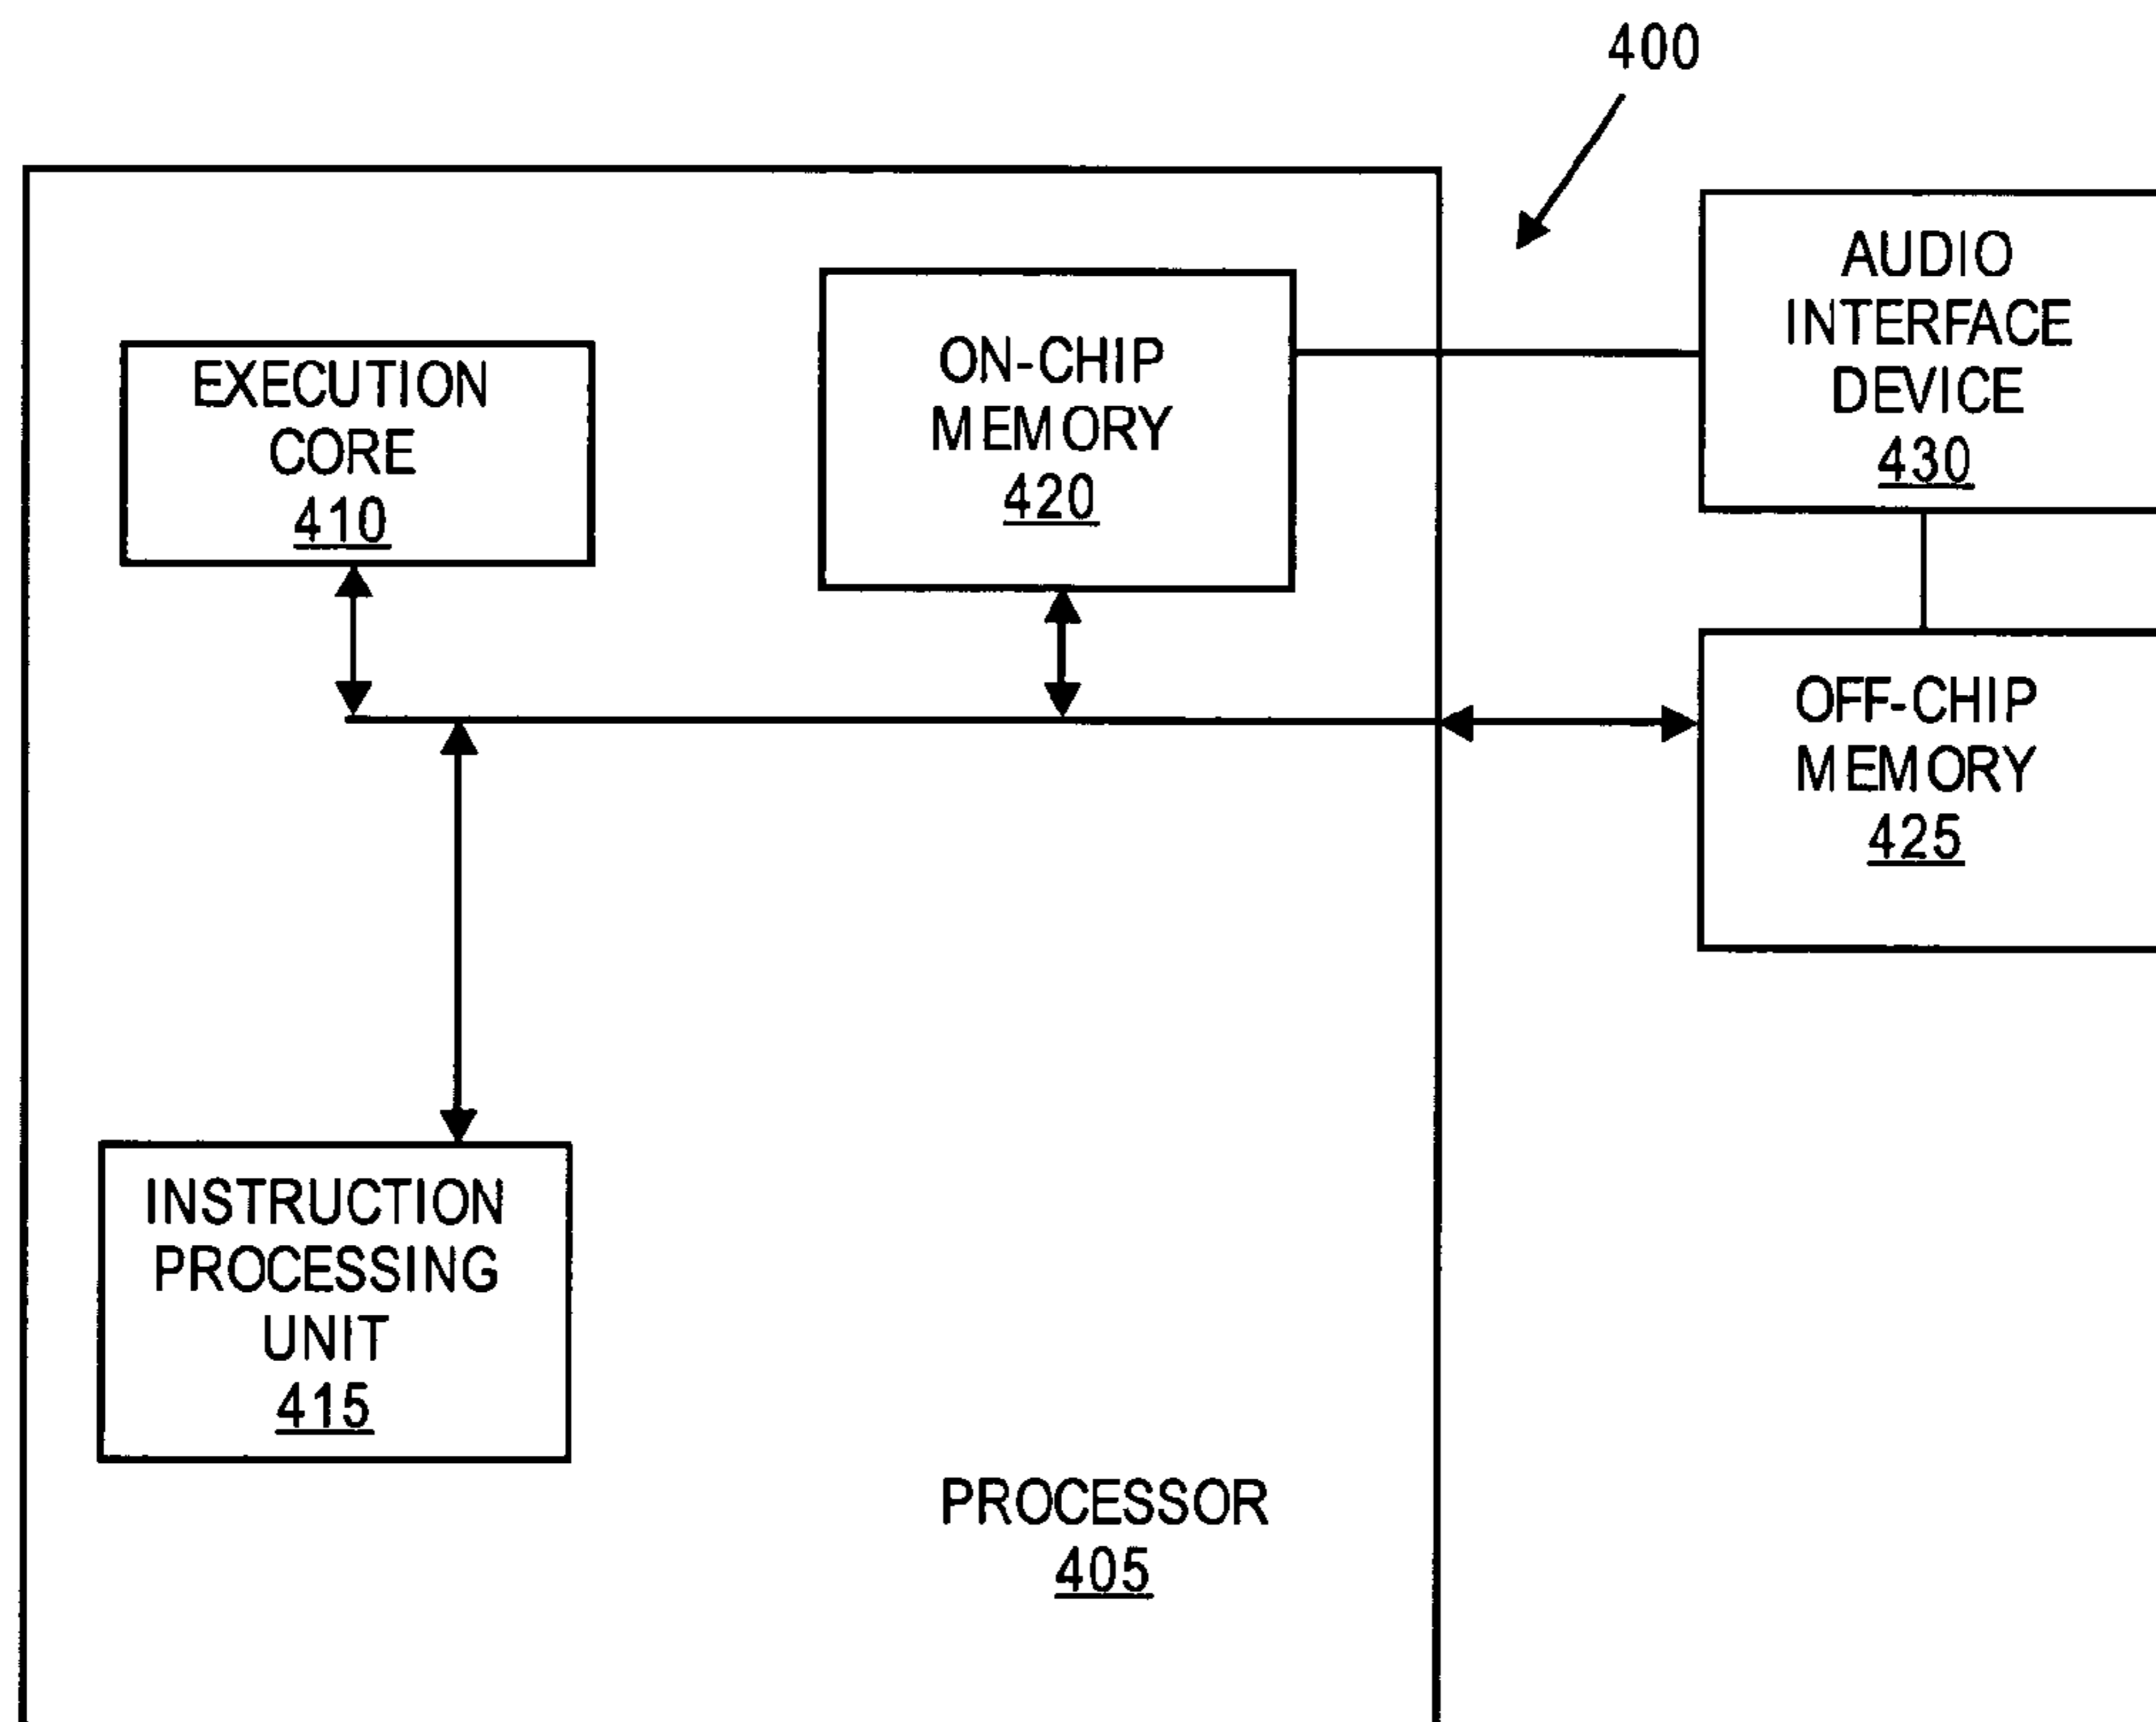 400
EXECUTION
CORE
410
ON-CHIP
MEMORY
420
AUDIO
INTERFACE
DEVICE
430
OFF-CHIP
MEMORY
425
INSTRUCTION
PROCESSING
UNIT
415
PROCESSOR
405